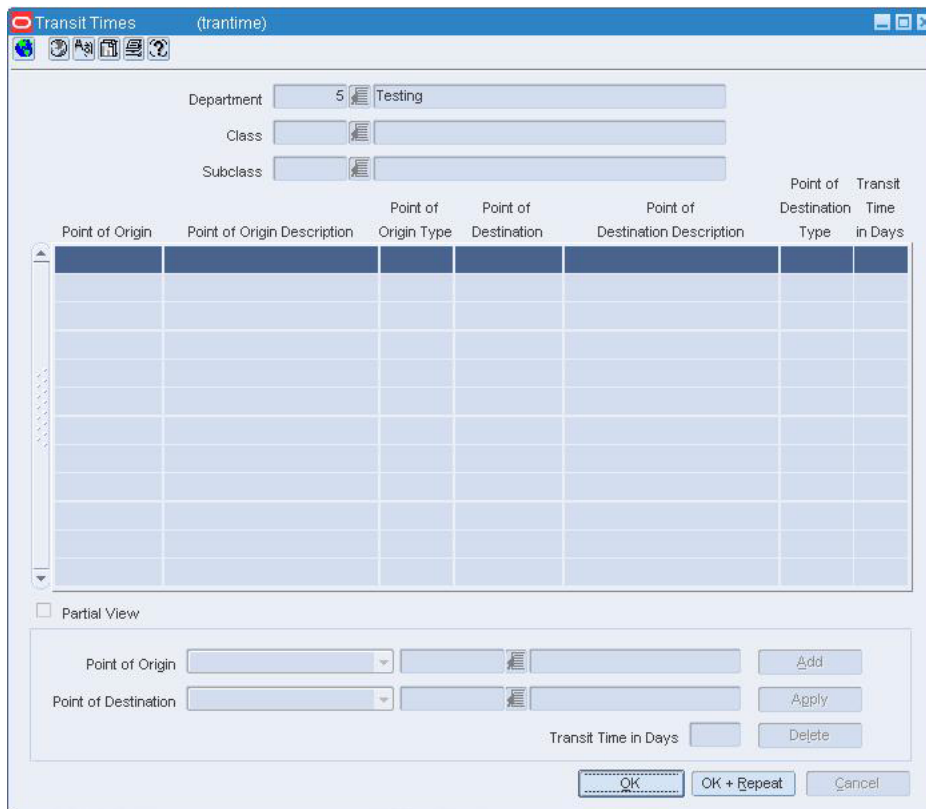 Transit Times (trantime)
Department 5 Testing
Class
Subclass
Point of Origin
Point of Origin Description
Point of Origin Type
Point of Destination
Point of Destination Description
Point of Destination Type
Transit Time in Days
Partial View
Point of Origin
Add
Point of Destination
Apply
Transit Time in Days
Delete
OK
OK + Repeat
Cancel